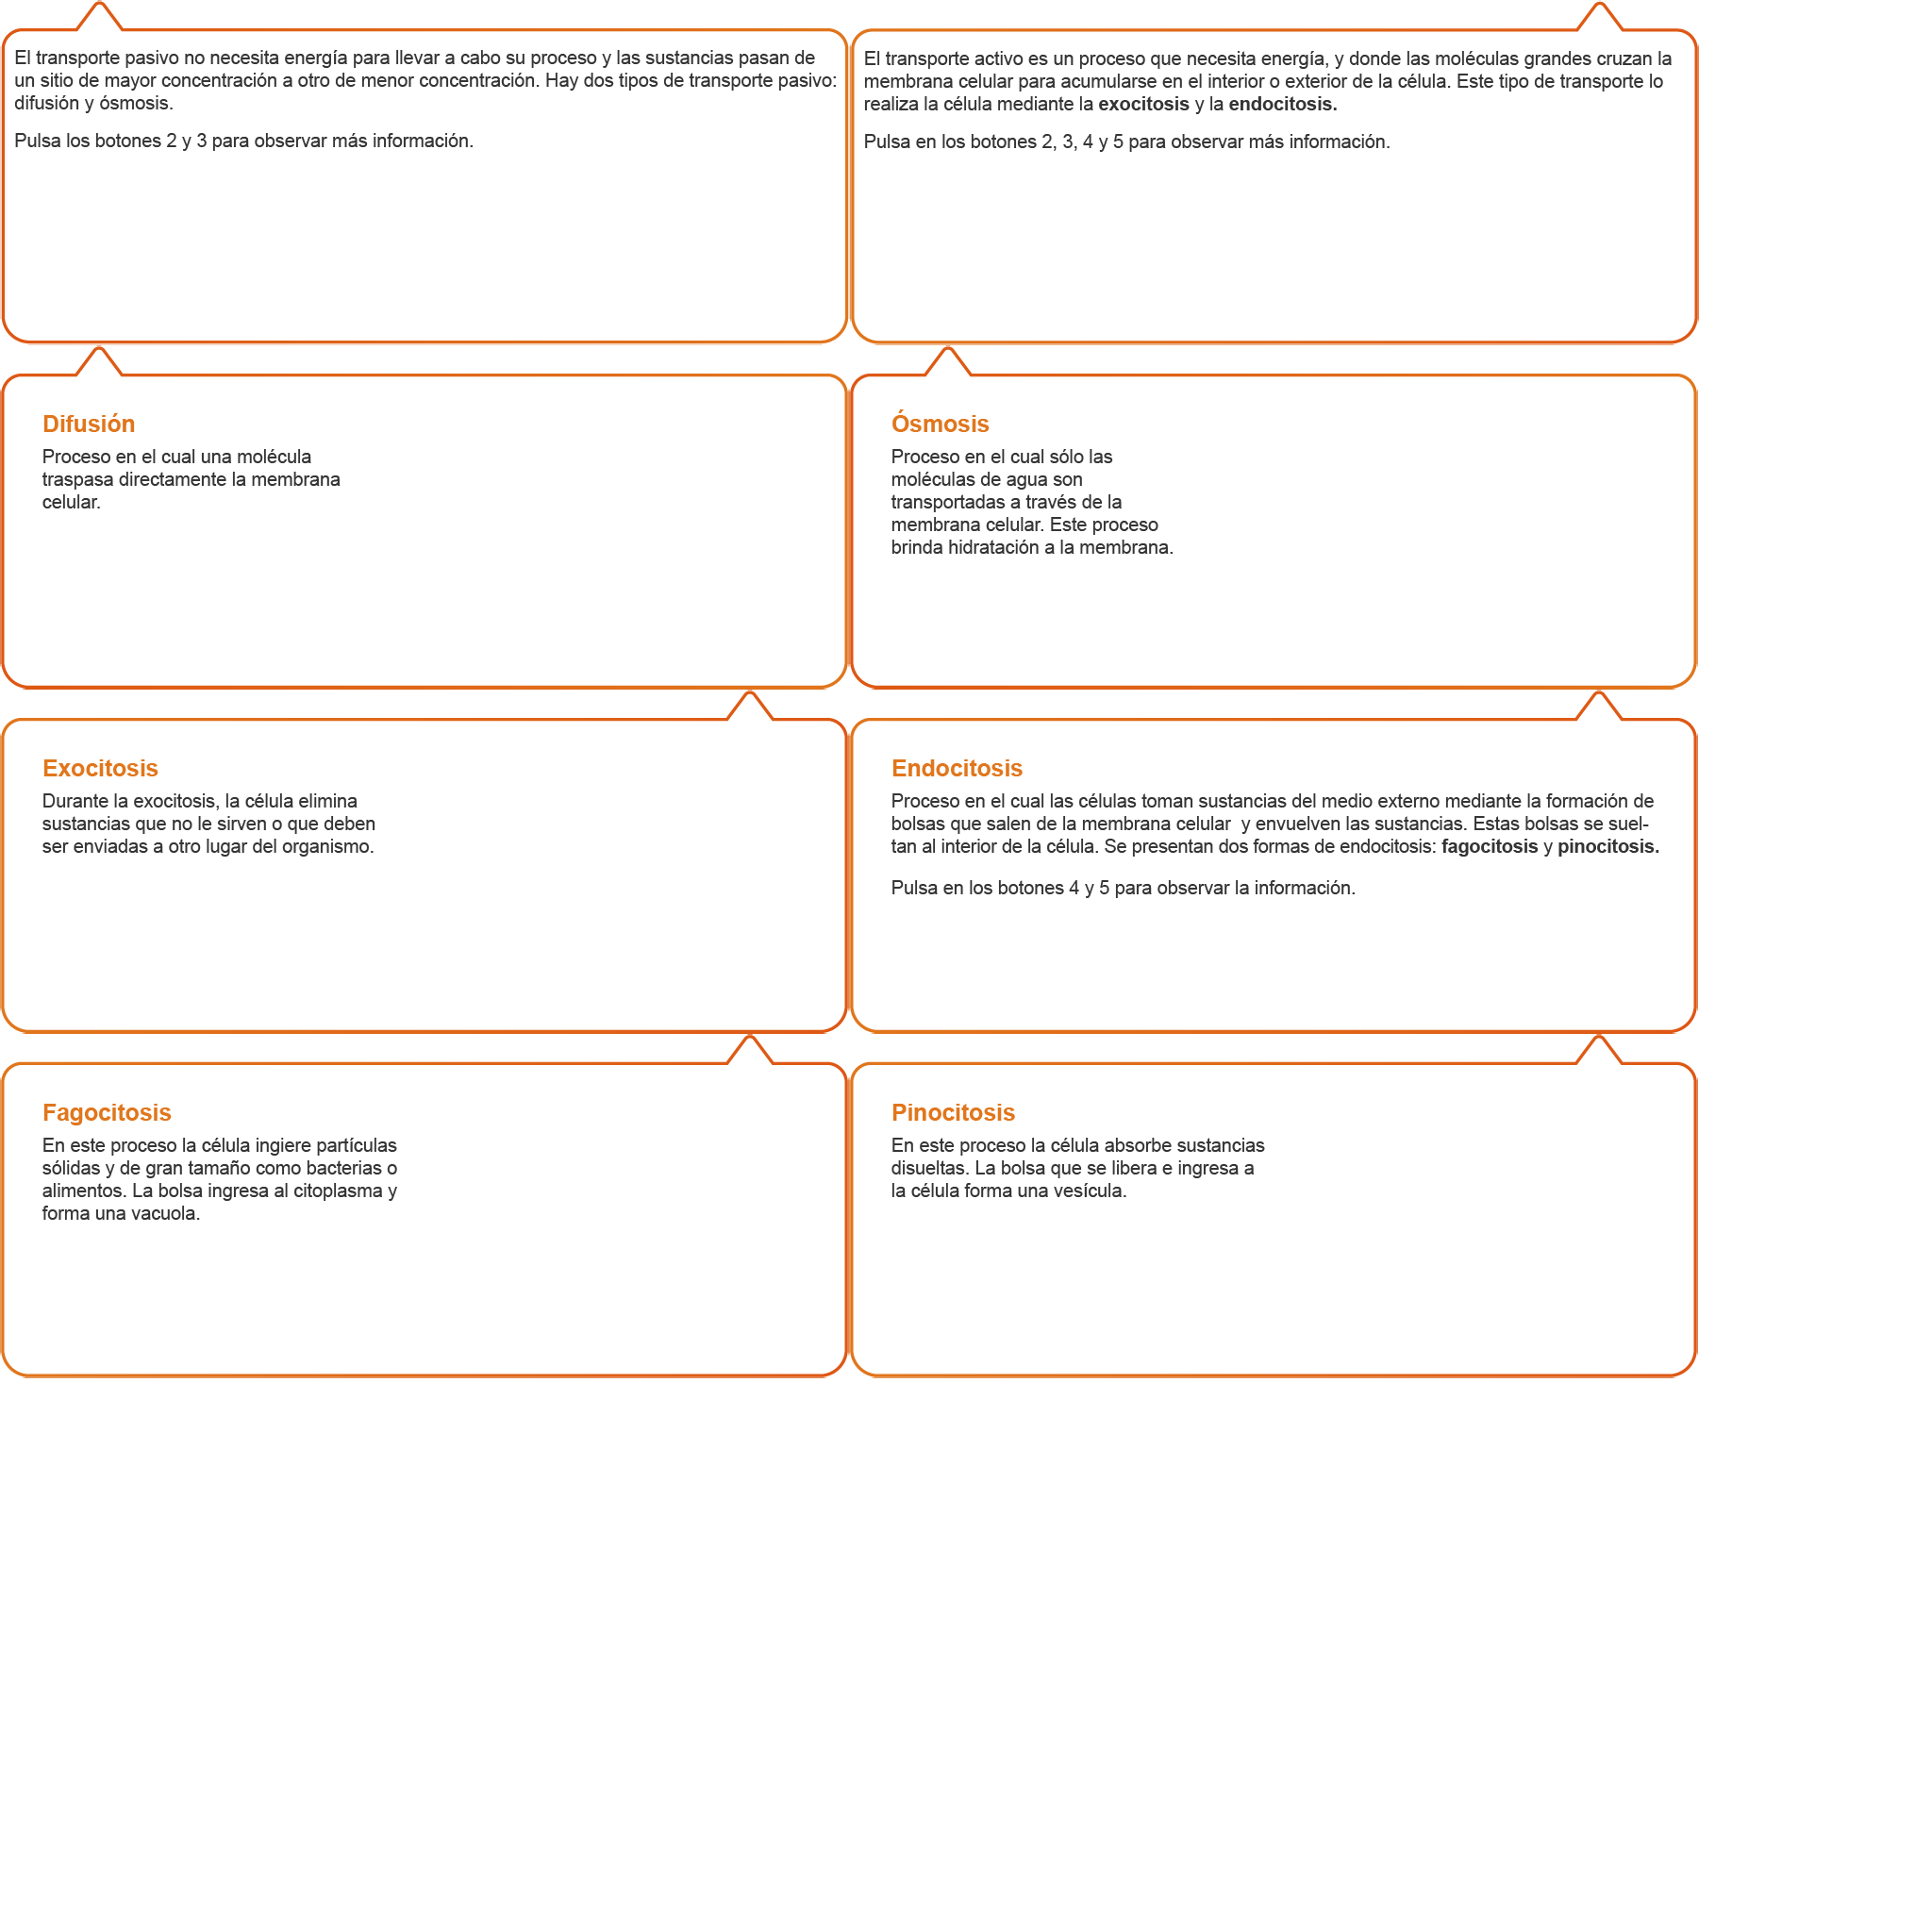 El transporte pasivo no necesita energía para llevar a cabo su proceso y las sustancias pasan de
un sitio de mayor concentración a otro de menor concentración. Hay dos tipos de transporte pasivo:
difusión y ósmosis.
Pulsa los botones 2 y 3 para observar más información.
El transporte activo es un proceso que necesita energía, y donde las moléculas grandes cruzan la
membrana celular para acumularse en el interior o exterior de la célula. Este tipo de transporte lo
realiza la célula mediante la exocitosis y la endocitosis.
Pulsa en los botones 2, 3, 4 y 5 para observar más información.
Difusión
Proceso en el cual una molécula
traspasa directamente la membrana
celular.
Ósmosis
Proceso en el cual sólo las
moléculas de agua son
transportadas a través de la
membrana celular. Este proceso
brinda hidratación a la membrana.
Exocitosis
Durante la exocitosis, la célula elimina
sustancias que no le sirven o que deben
ser enviadas a otro lugar del organismo.
Endocitosis
Proceso en el cual las células toman sustancias del medio externo mediante la formación de
bolsas que salen de la membrana celular  y envuelven las sustancias. Estas bolsas se suel-
tan al interior de la célula. Se presentan dos formas de endocitosis: fagocitosis y pinocitosis.
Pulsa en los botones 4 y 5 para observar la información.
Fagocitosis
En este proceso la célula ingiere partículas
sólidas y de gran tamaño como bacterias o
alimentos. La bolsa ingresa al citoplasma y
forma una vacuola.
Pinocitosis
En este proceso la célula absorbe sustancias
disueltas. La bolsa que se libera e ingresa a
la célula forma una vesícula.